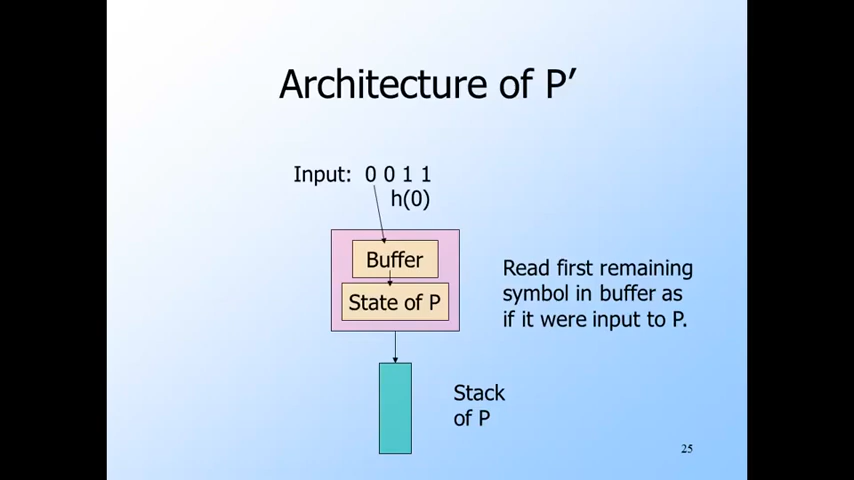 Architecture of P′
Input: 0 0 1 1
h(0)
Buffer
State of P
Read first remaining
symbol in buffer as
if it were input to P.
Stack
of P
25